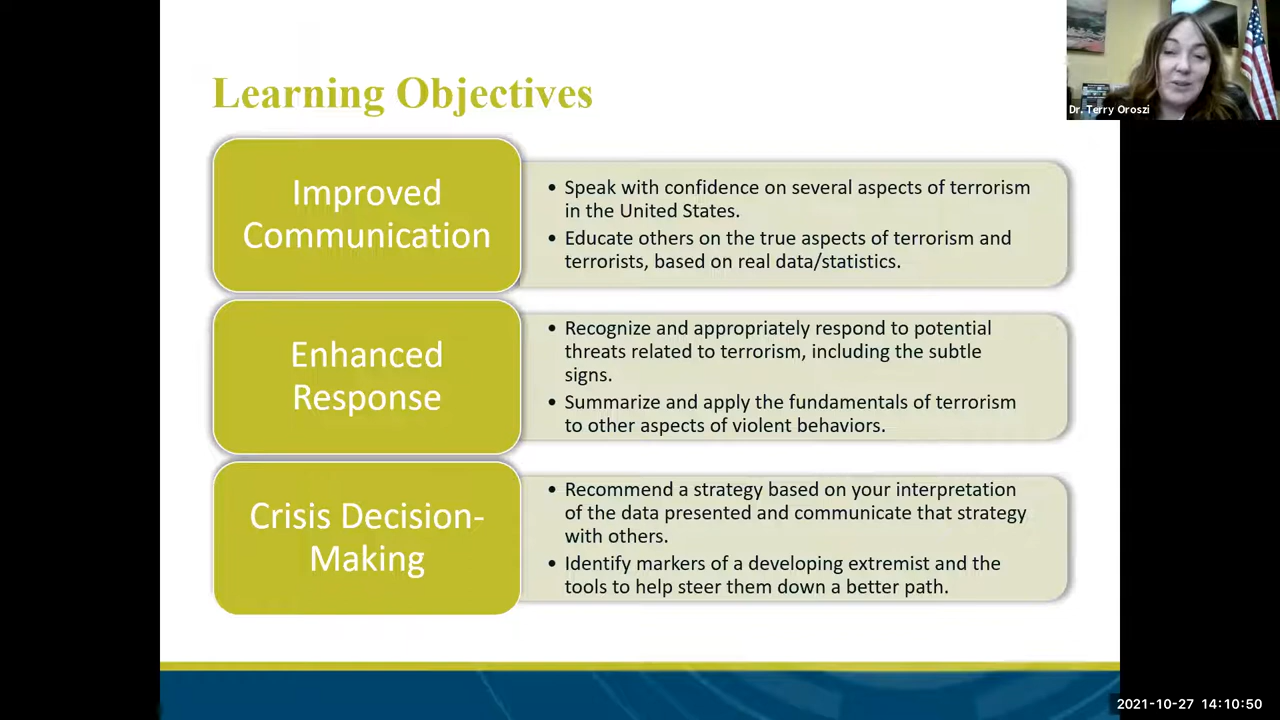 Learning Objectives
Dr. Terry Oroszi
Improved
Communication
• Speak with confidence on several aspects of terrorism
in the United States.
• Educate others on the true aspects of terrorism and
terrorists, based on real data/statistics.
Enhanced
Response
• Recognize and appropriately respond to potential
threats related to terrorism, including the subtle
signs.
• Summarize and apply the fundamentals of terrorism
to other aspects of violent behaviors.
Crisis Decision-
Making
• Recommend a strategy based on your interpretation
of the data presented and communicate that strategy
with others.
• Identify markers of a developing extremist and the
tools to help steer them down a better path.
2021-10-27 14:10:50